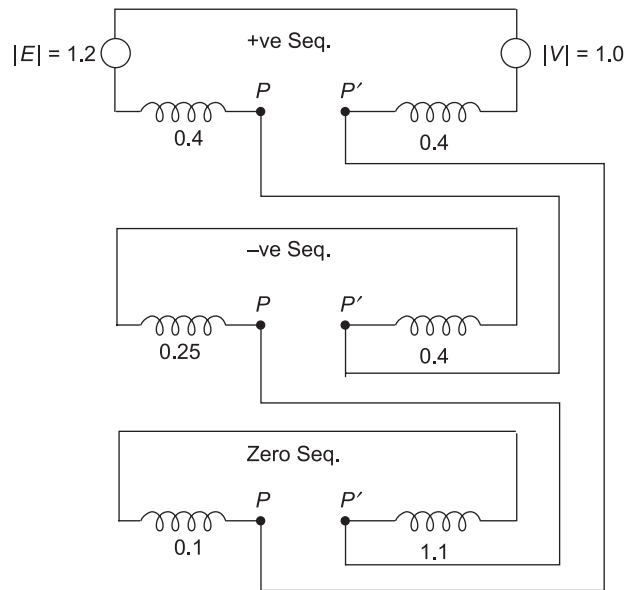 +ve Seq.
|E| = 1.2
|V| = 1.0
P P′
0.4 0.4
–ve Seq.
P P′
0.25 0.4
Zero Seq.
P P′
0.1 1.1